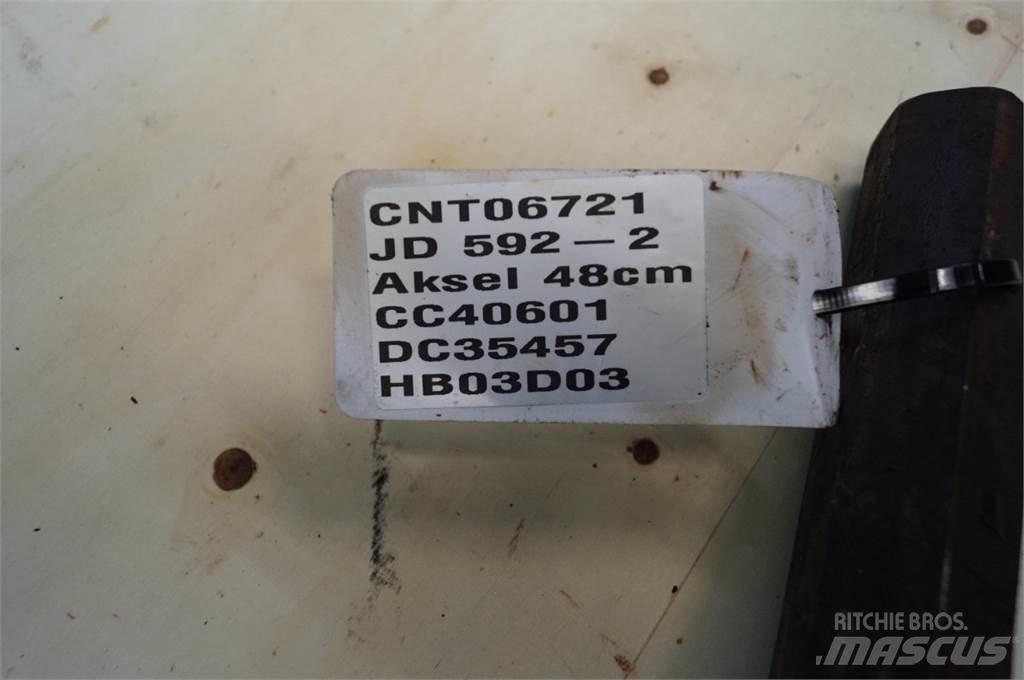 CNT06721
JD 592-2
Aksel 48cm
CC40601
DC35457
HB03D03
RITCHIE BROS.
MASCUS